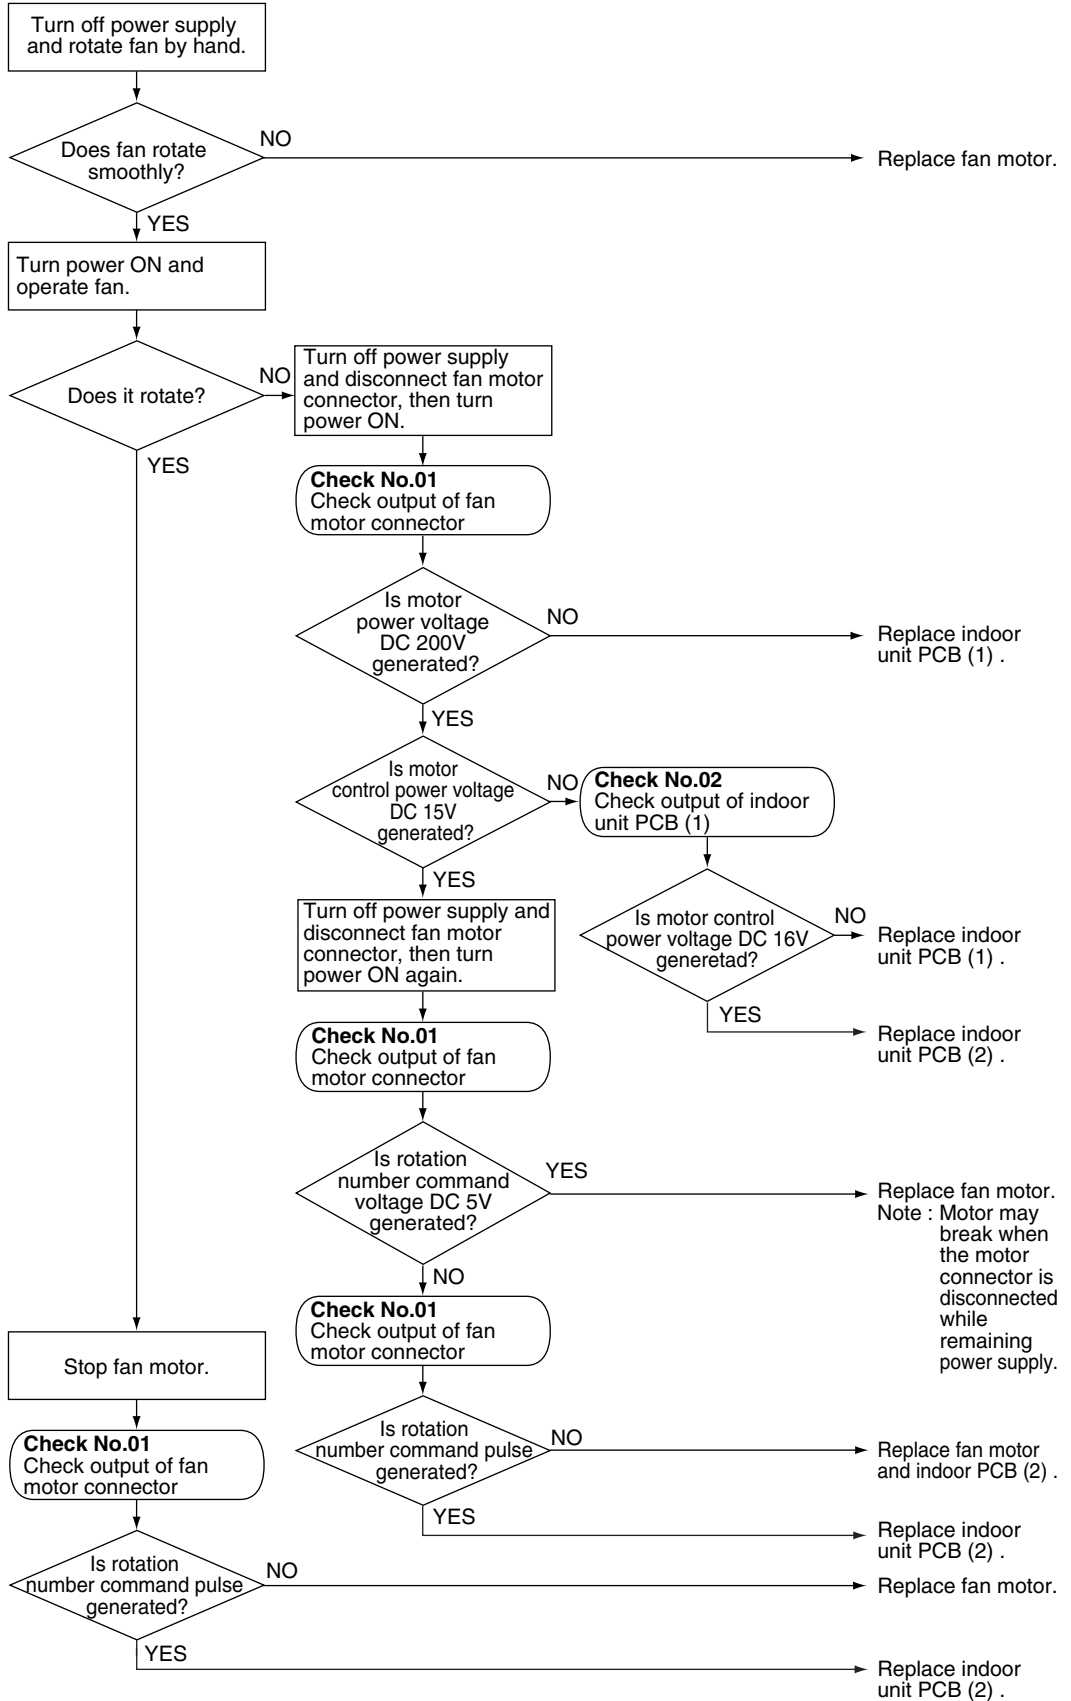 Turn off power supply
and rotate fan by hand.
Does fan rotate
smoothly?
NO
Replace fan motor.
YES
Turn power ON and
operate fan.
Does it rotate?
NO
Turn off power supply
and disconnect fan motor
connector, then turn
power ON.
YES
Check No.01
Check output of fan
motor connector
Is motor
power voltage
DC 200V
generated?
NO
Replace indoor
unit PCB (1) .
YES
Is motor
control power voltage
DC 15V
generated?
NO
Check No.02
Check output of indoor
unit PCB (1)
YES
Turn off power supply and
disconnect fan motor
connector, then turn
power ON again.
Is motor control
power voltage DC 16V
generetad?
NO
Replace indoor
unit PCB (1) .
YES
Replace indoor
unit PCB (2) .
Check No.01
Check output of fan
motor connector
Is rotation
number command
voltage DC 5V
generated?
YES
Replace fan motor.
Note : Motor may
break when
the motor
connector is
disconnected
while
remaining
power supply.
NO
Check No.01
Check output of fan
motor connector
Stop fan motor.
Is rotation
number command pulse
generated?
NO
Replace fan motor
and indoor PCB (2) .
YES
Replace indoor
unit PCB (2) .
Check No.01
Check output of fan
motor connector
Is rotation
number command pulse
generated?
NO
Replace fan motor.
YES
Replace indoor
unit PCB (2) .